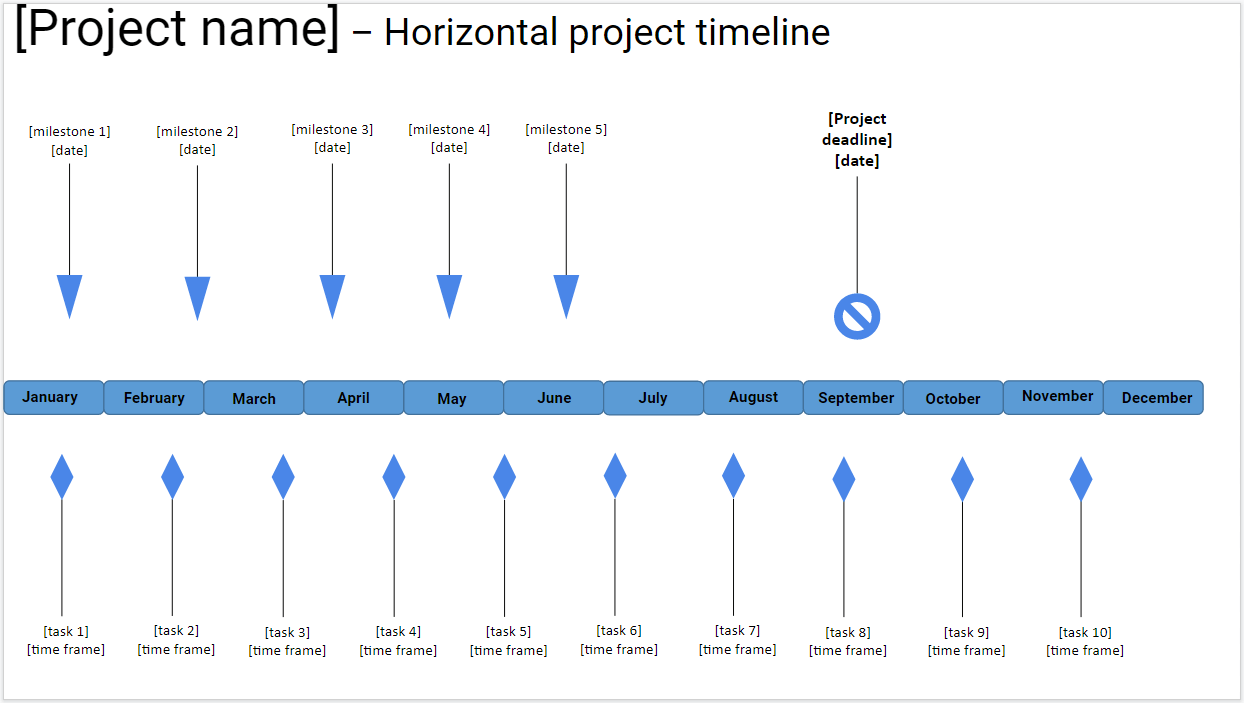 [Project name] – Horizontal project timeline
[milestone 1]
[date]
[milestone 2]
[date]
[milestone 3]
[date]
[milestone 4]
[date]
[milestone 5]
[date]
[Project
deadline]
[date]
January
February
March
April
May
June
July
August
September
October
November
December
[task 1]
[time frame]
[task 2]
[time frame]
[task 3]
[time frame]
[task 4]
[time frame]
[task 5]
[time frame]
[task 6]
[time frame]
[task 7]
[time frame]
[task 8]
[time frame]
[task 9]
[time frame]
[task 10]
[time frame]